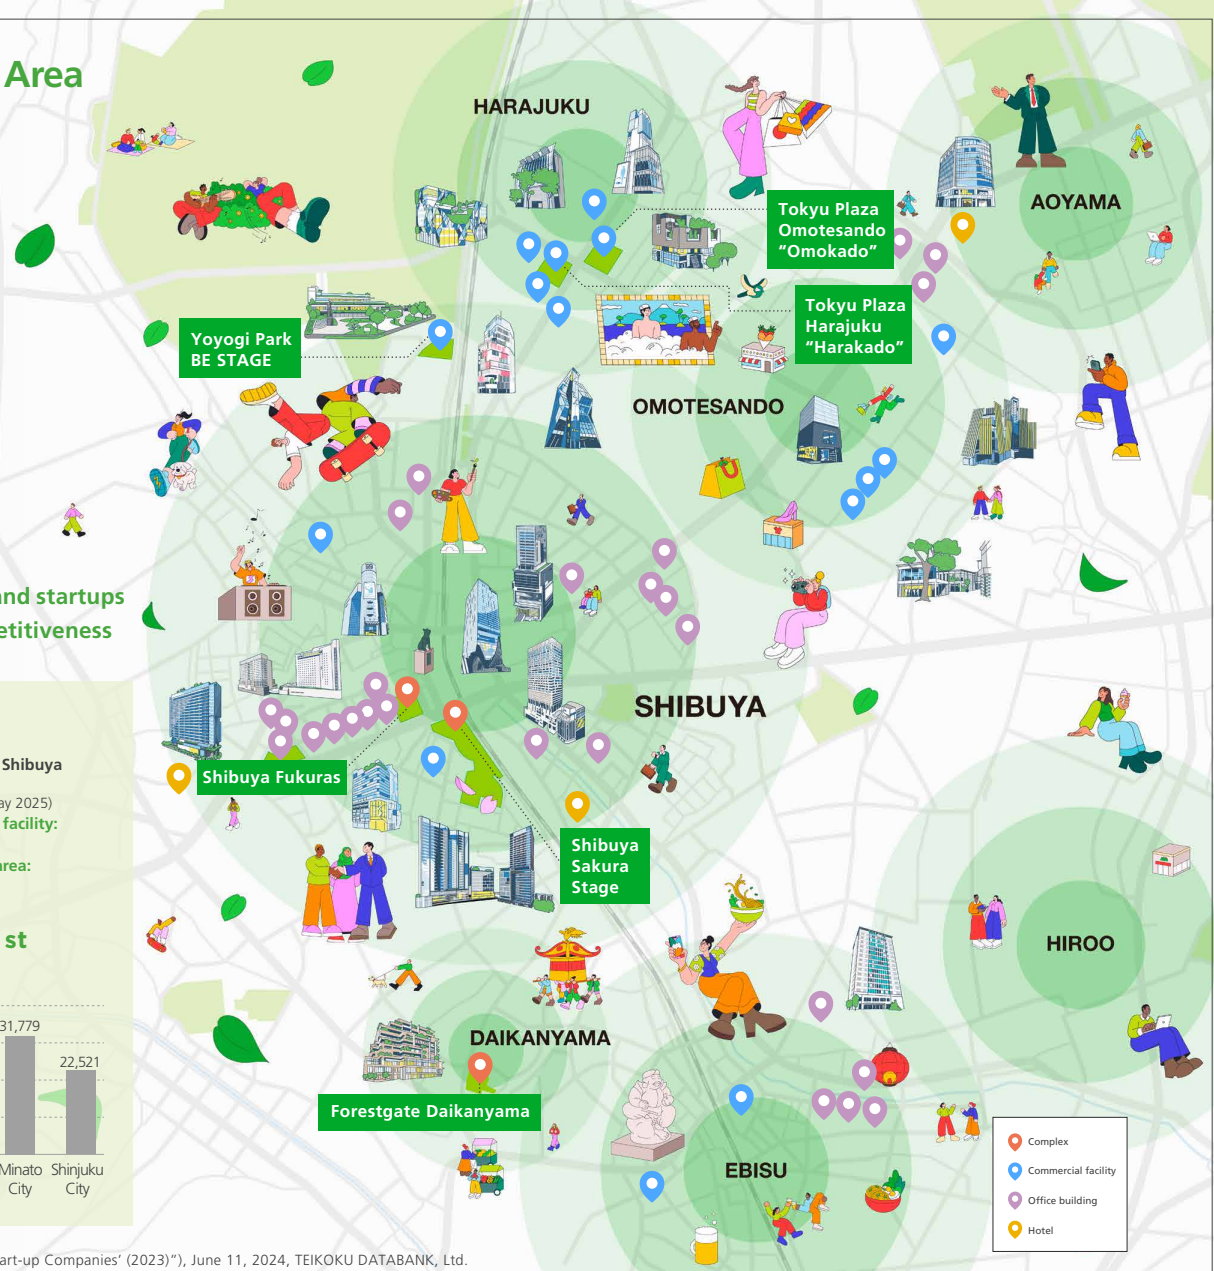 Area
HARAJUKU
AOYAMA
Tokyu Plaza
Omotesando
“Omokado”
Tokyu Plaza
Harajuku
“Harakado”
Yoyogi Park
BE STAGE
OMOTESANDO
and startups
etitiveness
SHIBUYA
Shibuya
ay 2025)
facility:
area:
Shibuya Fukuras
Shibuya
Sakura
Stage
st
HIROO
31,779
22,521
DAIKANYAMA
Forestgate Daikanyama
Minato
City
Shinjuku
City
EBISU
Complex
Commercial facility
Office building
Hotel
art-up Companies’ (2023)”), June 11, 2024, TEIKOKU DATABANK, Ltd.